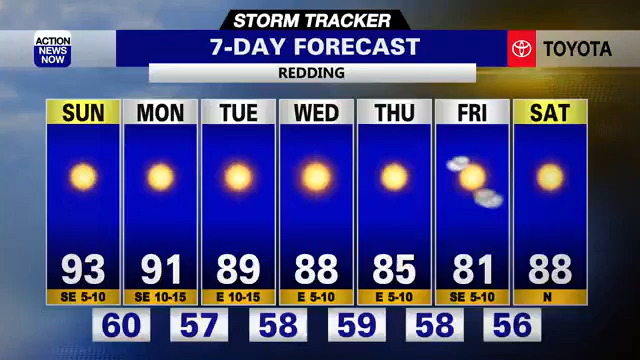 STORM TRACKER
ACTION
NEWS
NOW
7-DAY FORECAST
TOYOTA
REDDING
SUN MON TUE WED THU FRI SAT
93 91 89 88 85 81 88
SE 5-10 SE 10-15 E 10-15 E 5-10 E 5-10 SE 5-10 N
60 57 58 59 58 56